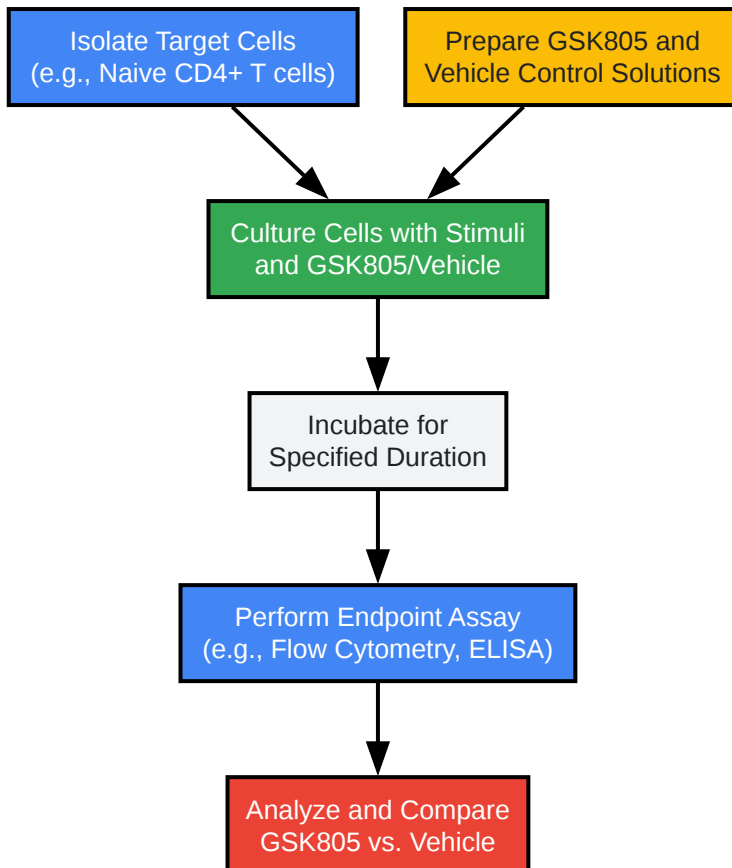 Isolate Target Cells
(e.g., Naive CD4+ T cells)
Prepare GSK805 and
Vehicle Control Solutions
Culture Cells with Stimuli
and GSK805/Vehicle
Incubate for
Specified Duration
Perform Endpoint Assay
(e.g., Flow Cytometry, ELISA)
Analyze and Compare
GSK805 vs. Vehicle